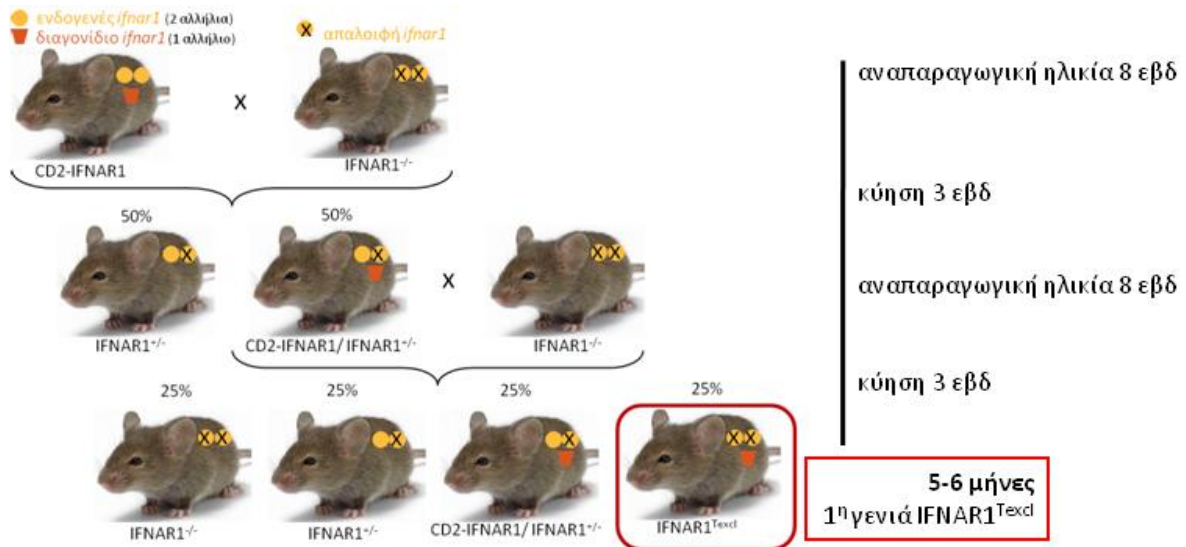 ενδογενές ifnar1 (2 αλλήλια)
διαγονίδιο ifnar1 (1 αλλήλιο)
X απαλοιφή ifnar1
X X
X
CD2-IFNAR1
IFNAR1-/-
αναπαραγωγική ηλικία 8 εβδ
κύηση 3 εβδ
50%
50%
X
X
X X
X
IFNAR1+/-
CD2-IFNAR1/ IFNAR1+/-
IFNAR1-/-
αναπαραγωγική ηλικία 8 εβδ
κύηση 3 εβδ
25%
25%
25%
25%
X X
X
X
X X
IFNAR1-/-
IFNAR1+/-
CD2-IFNAR1/ IFNAR1+/-
IFNAR1Texcl
5-6 μήνες
1η γενιά IFNAR1Texcl